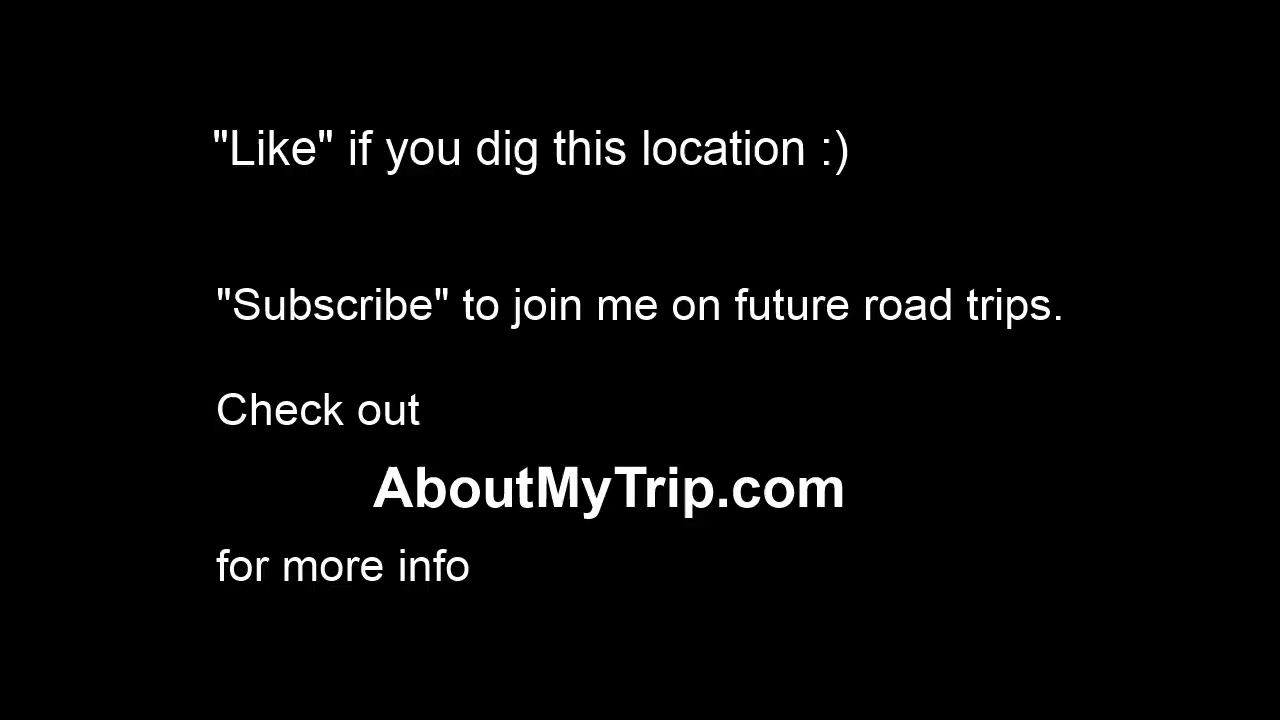 "Like" if you dig this location :)
"Subscribe" to join me on future road trips.
Check out
AboutMyTrip.com
for more info